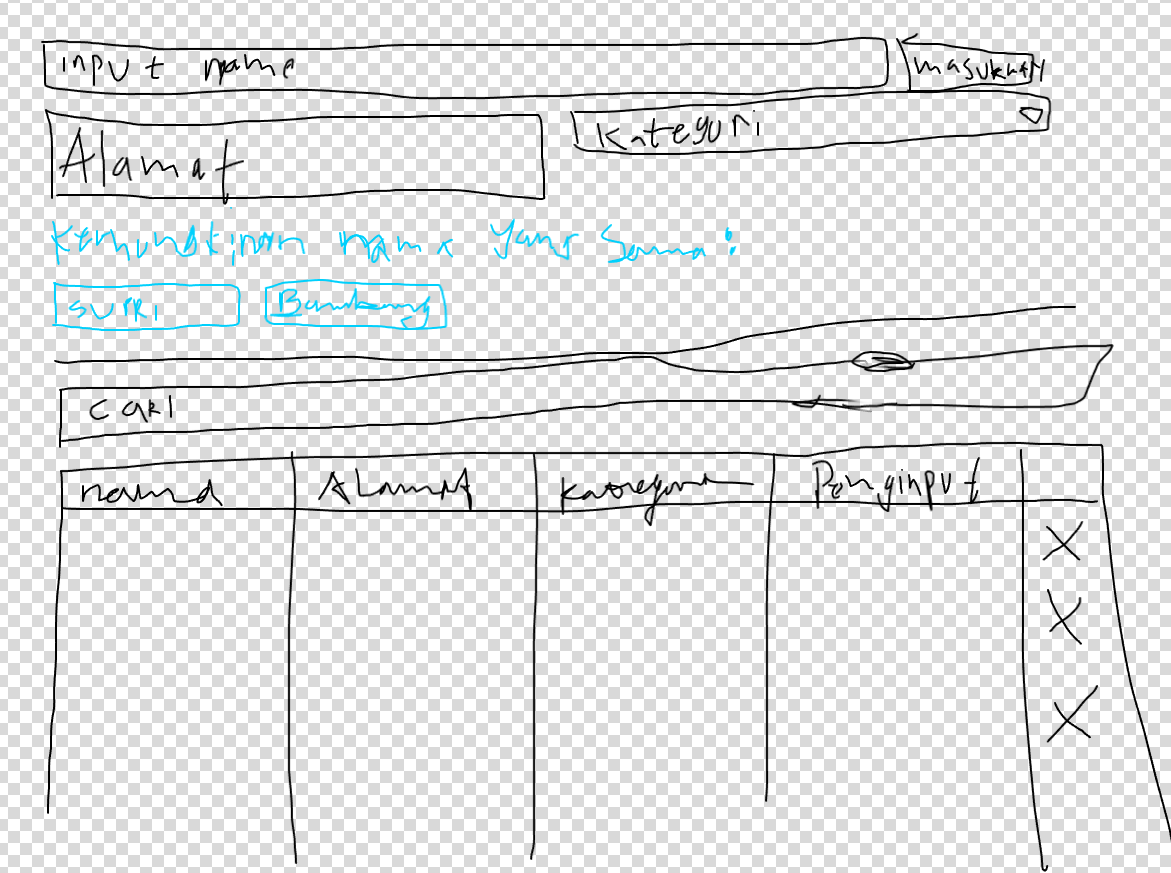 input name masukkan
Alamat Kategori
Kemungkinan nama yang sama :
SUPRI Bambang
CARI
nama ALamat Kategori Penginput
X
X
X